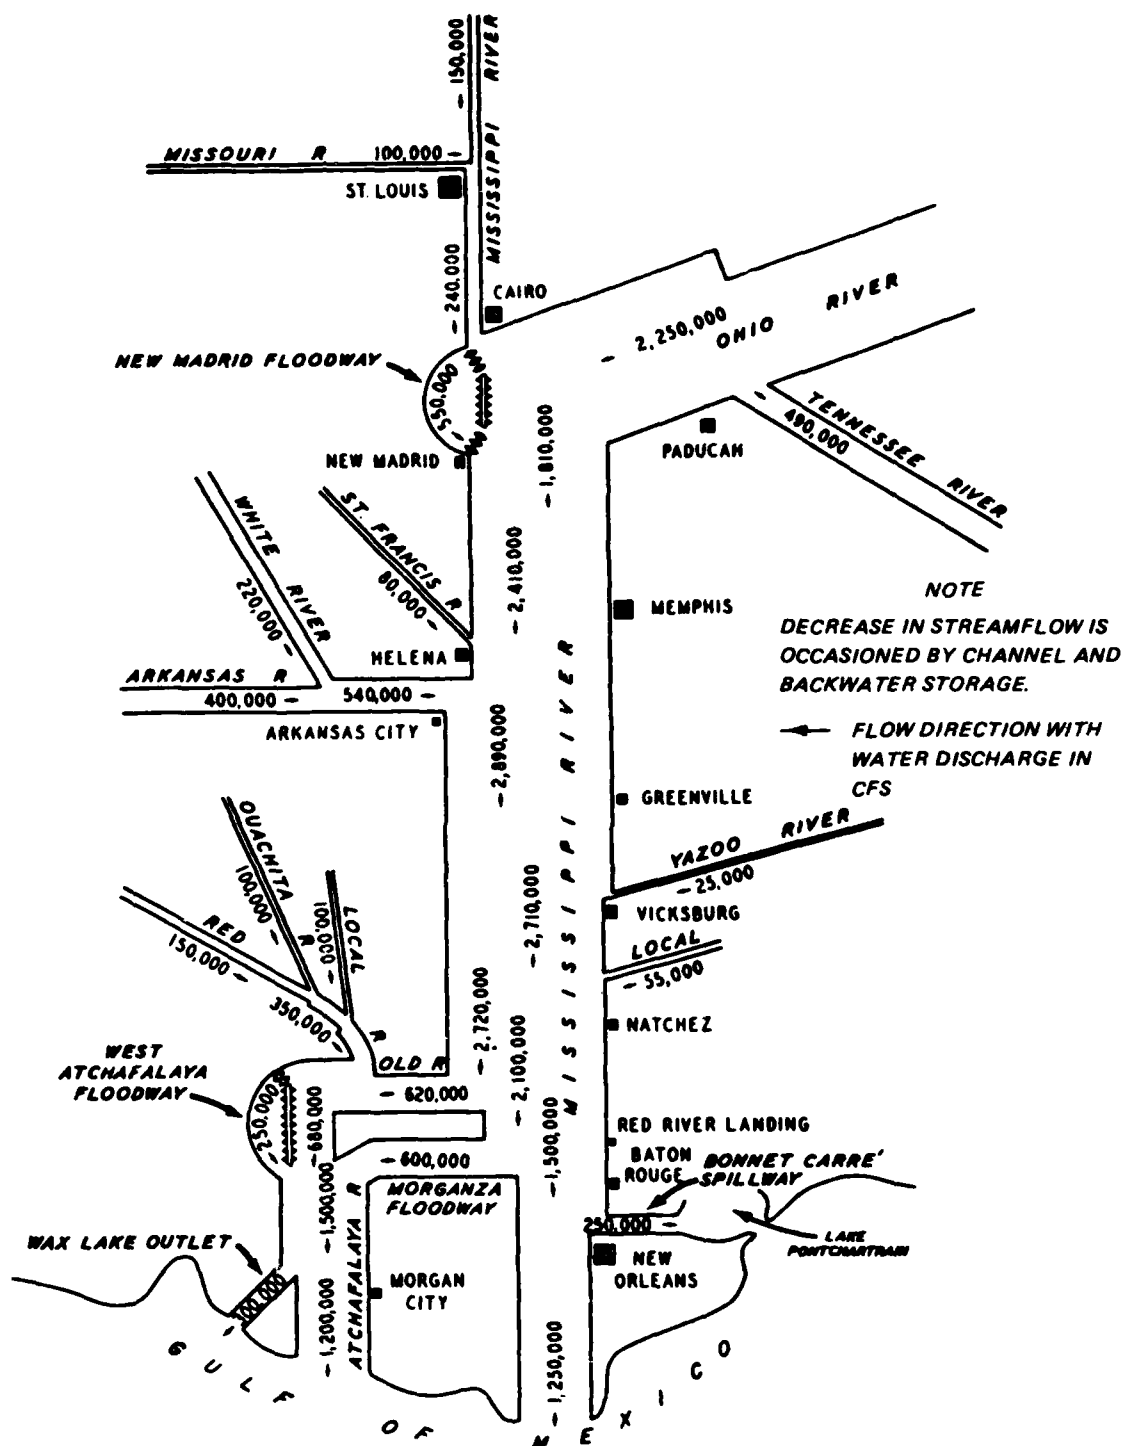 150,000
MISSISSIPPI RIVER
MISSOURI R
100,000
ST. LOUIS
240,000
CAIRO
2,250,000
OHIO RIVER
NEW MADRID FLOODWAY
550,000
NEW MADRID
1,810,000
PADUCAH
TENNESSEE RIVER
490,000
WHITE RIVER
220,000
ST. FRANCIS R
80,000
2,410,000
MEMPHIS
NOTE
DECREASE IN STREAMFLOW IS
OCCASIONED BY CHANNEL AND
BACKWATER STORAGE.
FLOW DIRECTION WITH
WATER DISCHARGE IN
CFS
HELENA
ARKANSAS R
400,000
540,000
ARKANSAS CITY
2,890,000
MISSISSIPPI RIVER
GREENVILLE
YAZOO RIVER
25,000
VICKSBURG
OUACHITA R
100,000
LOCAL
100,000
RED R
150,000
350,000
2,710,000
LOCAL
55,000
NATCHEZ
2,720,000
2,100,000
OLD R
620,000
WEST
ATCHAFALAYA
FLOODWAY
250,000
680,000
RED RIVER LANDING
BATON
ROUGE
BONNET CARRE'
SPILLWAY
600,000
1,500,000
MORGANZA
FLOODWAY
1,500,000
ATCHAFALAYA R
250,000
LAKE
PONTCHARTRAIN
WAX LAKE OUTLET
NEW
ORLEANS
MORGAN
CITY
1,200,000
1,250,000
GULF OF MEXICO